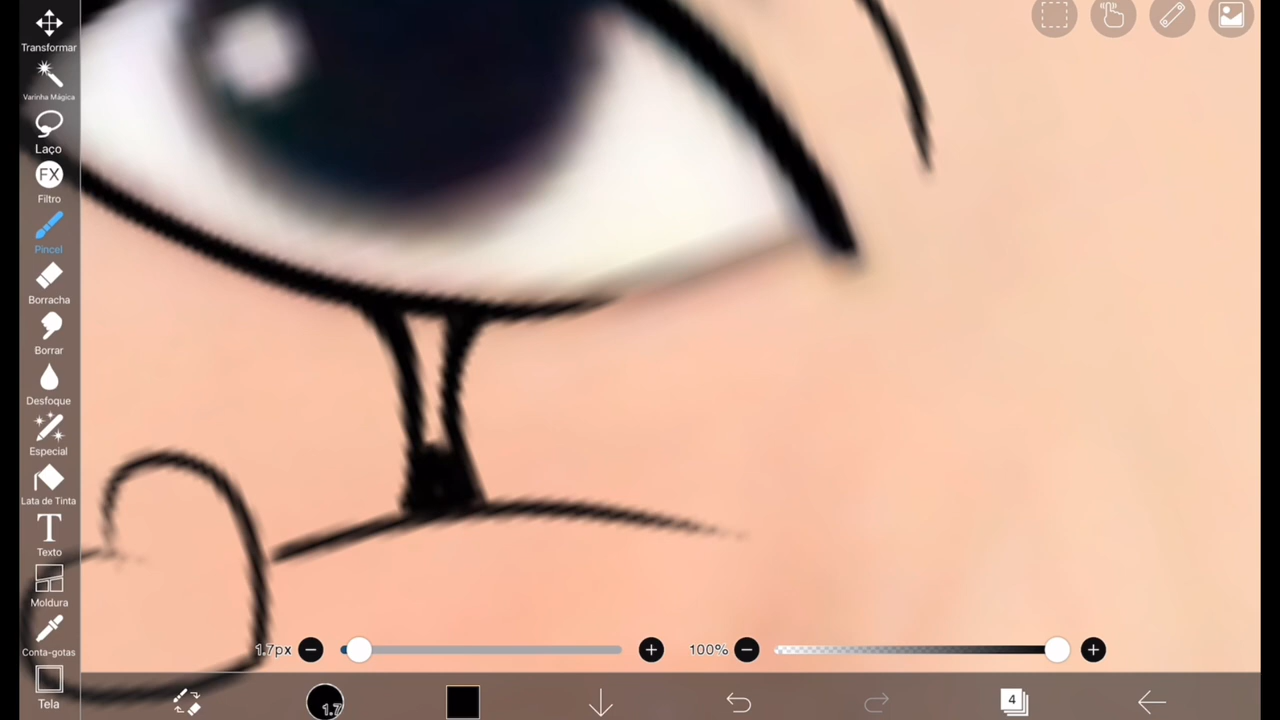 Transformar
Varinha Mágica
Laço
FX
Filtro
Pincel
Borracha
Borrar
Desfoque
Especial
Lata de Tinta
T
Texto
Moldura
Conta-gotas
Tela
1.7px
100%
1.7
4